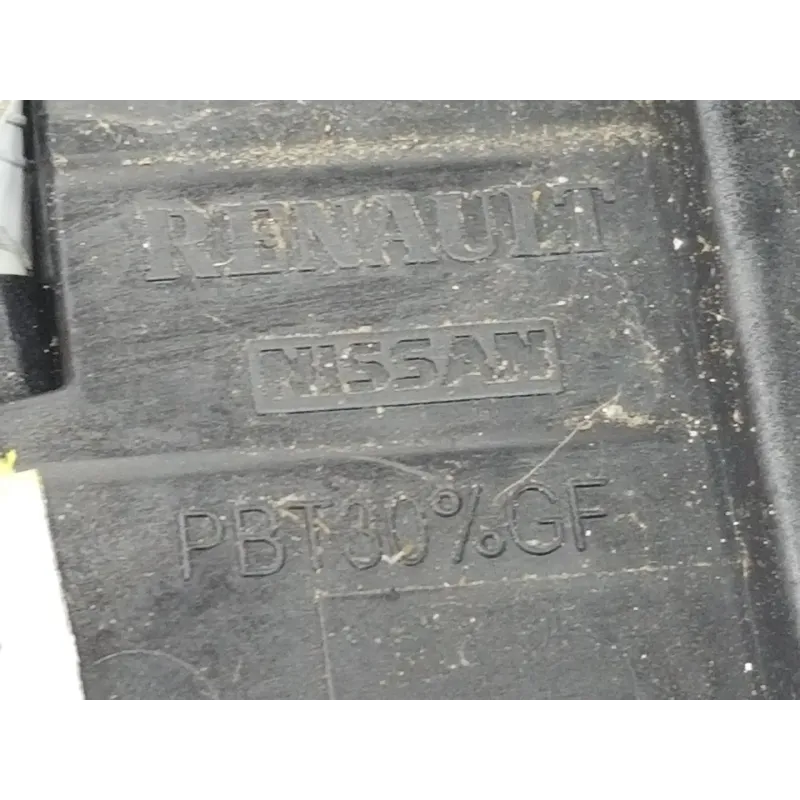 RENAULT
NISSAN
PBT30%GF